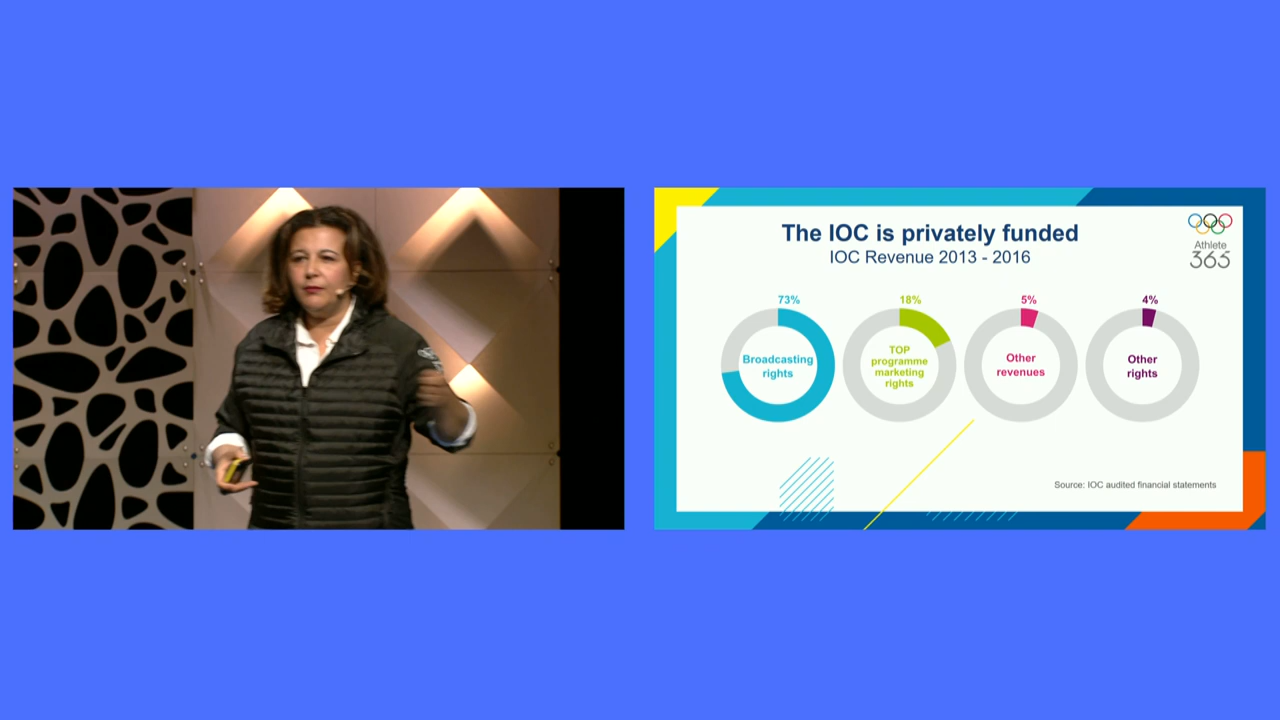 The IOC is privately funded
IOC Revenue 2013 - 2016
Athlete
365
73%
Broadcasting
rights
18%
TOP
programme
marketing
rights
5%
Other
revenues
4%
Other
rights
Source: IOC audited financial statements